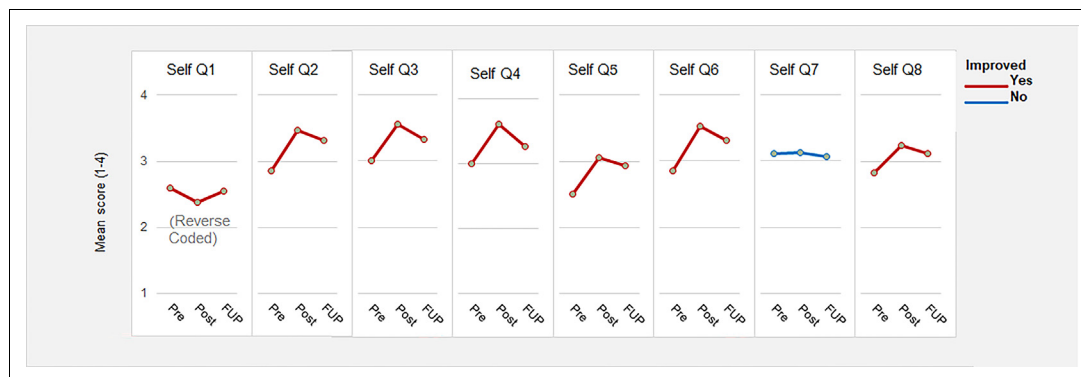 Self Q1
Self Q2
Self Q3
Self Q4
Self Q5
Self Q6
Self Q7
Self Q8
Improved
Yes
No
Mean score (1-4)
4
3
2
1
(Reverse
Coded)
Pre Post FUP
Pre Post FUP
Pre Post FUP
Pre Post FUP
Pre Post FUP
Pre Post FUP
Pre Post FUP
Pre Post FUP